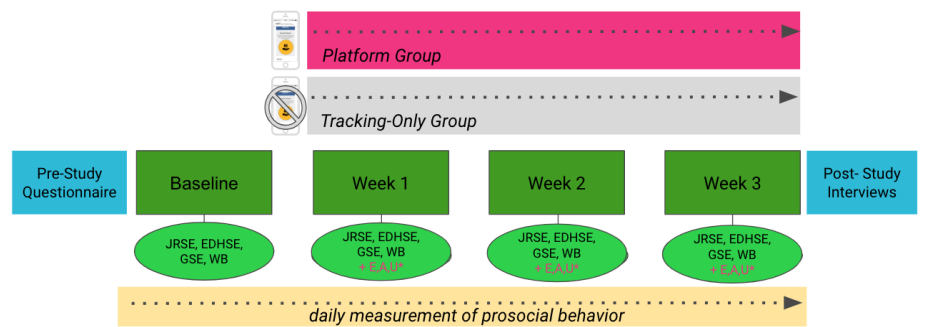 Platform Group
Tracking-Only Group
Pre-Study
Questionnaire
Baseline
Week 1
Week 2
Week 3
Post- Study
Interviews
JRSE, EDHSE,
GSE, WB
JRSE, EDHSE,
GSE, WB
+ E,A,U*
JRSE, EDHSE,
GSE, WB
+ E,A,U*
JRSE, EDHSE,
GSE, WB
+ E,A,U*
daily measurement of prosocial behavior